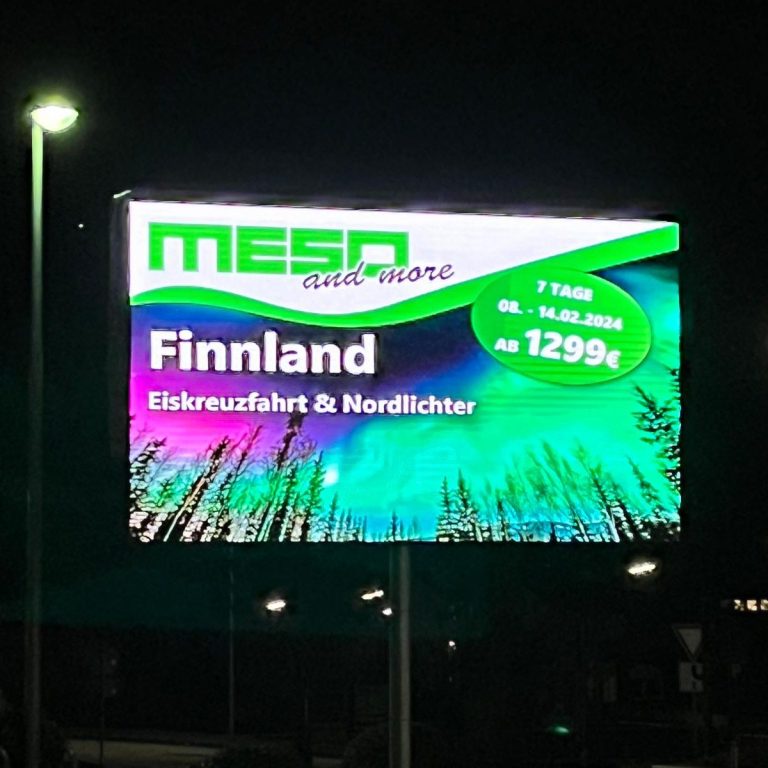 MESO
and more
7 TAGE
08. - 14.02.2024
AB 1299€
Finnland
Eiskreuzfahrt & Nordlichter